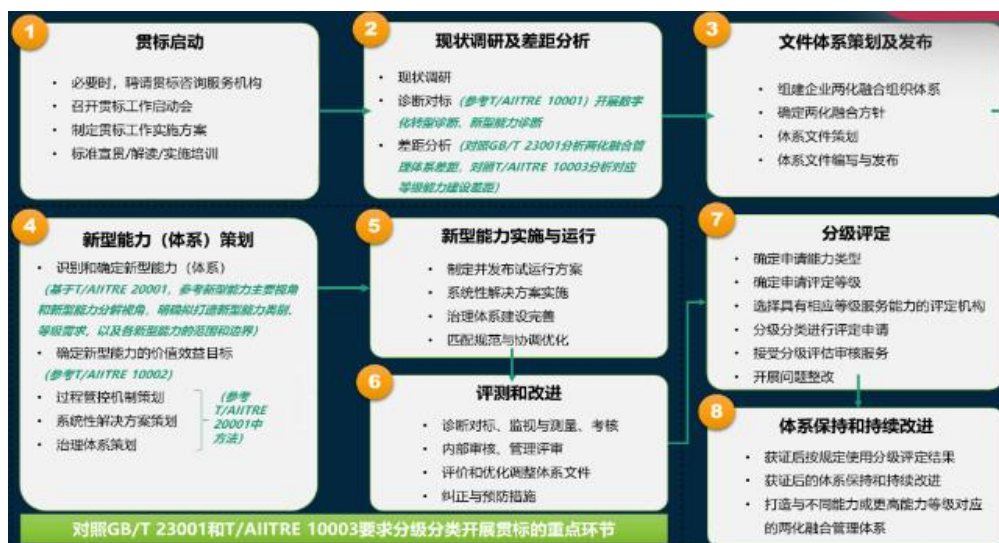 1
贯标启动
• 必要时，聘请贯标咨询服务机构
• 召开贯标工作启动会
• 制定贯标工作实施方案
• 标准宣贯/解读/实施培训
2
现状调研及差距分析
• 现状调研
• 诊断对标（参考T/AIITRE 10001）开展数字
化转型诊断、新型能力诊断
• 差距分析（对照GB/T 23001分析两化融合管
理体系差距，对照T/AIITRE 10003分析对应
等级能力建设差距）
3
文件体系策划及发布
• 组建企业两化融合组织体系
• 确定两化融合方针
• 体系文件策划
• 体系文件编写与发布
4
新型能力（体系）策划
• 识别和确定新型能力（体系）
（基于T/AIITRE 20001，参考新型能力主要视角
和新型能力分解视角，明确拟打造新型能力类别、
等级需求，以及各新型能力的范围和边界）
• 确定新型能力的价值效益目标
（参考T/AIITRE 10002）
• 过程管控机制策划
• 系统性解决方案策划
• 治理体系策划
（参考
T/AIITRE
20001中
方法）
5
新型能力实施与运行
• 制定并发布试运行方案
• 系统性解决方案实施
• 治理体系建设完善
• 匹配规范与协调优化
6
评测和改进
• 诊断对标、监视与测量、考核
• 内部审核、管理评审
• 评价和优化调整体系文件
• 纠正与预防措施
7
分级评定
• 确定申请能力类型
• 确定申请评定等级
• 选择具有相应等级服务能力的评定机构
• 分级分类进行评定申请
• 接受分级评估审核服务
• 开展问题整改
8
体系保持和持续改进
• 获证后按规定使用分级评定结果
• 获证后的体系保持和持续改进
• 打造与不同能力或更高能力等级对应
的两化融合管理体系
对照GB/T 23001和T/AIITRE 10003要求分级分类开展贯标的重点环节